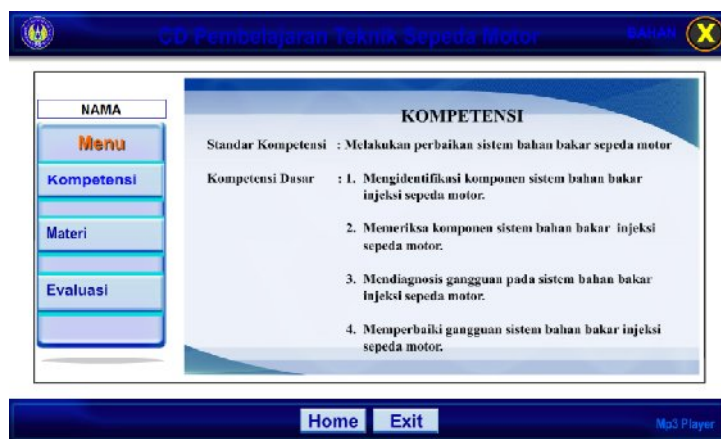 CD Pembelajaran Teknik Sepeda Motor
BAHAN
X
NAMA
Menu
Kompetensi
Materi
Evaluasi
KOMPETENSI
Standar Kompetensi : Melakukan perbaikan sistem bahan bakar sepeda motor
Kompetensi Dasar : 1. Mengidentifikasi komponen sistem bahan bakar
injeksi sepeda motor.
2. Memeriksa komponen sistem bahan bakar injeksi
sepeda motor.
3. Mendiagnosis gangguan pada sistem bahan bakar
injeksi sepeda motor.
4. Memperbaiki gangguan sistem bahan bakar injeksi
sepeda motor.
Home Exit
Mp3 Player